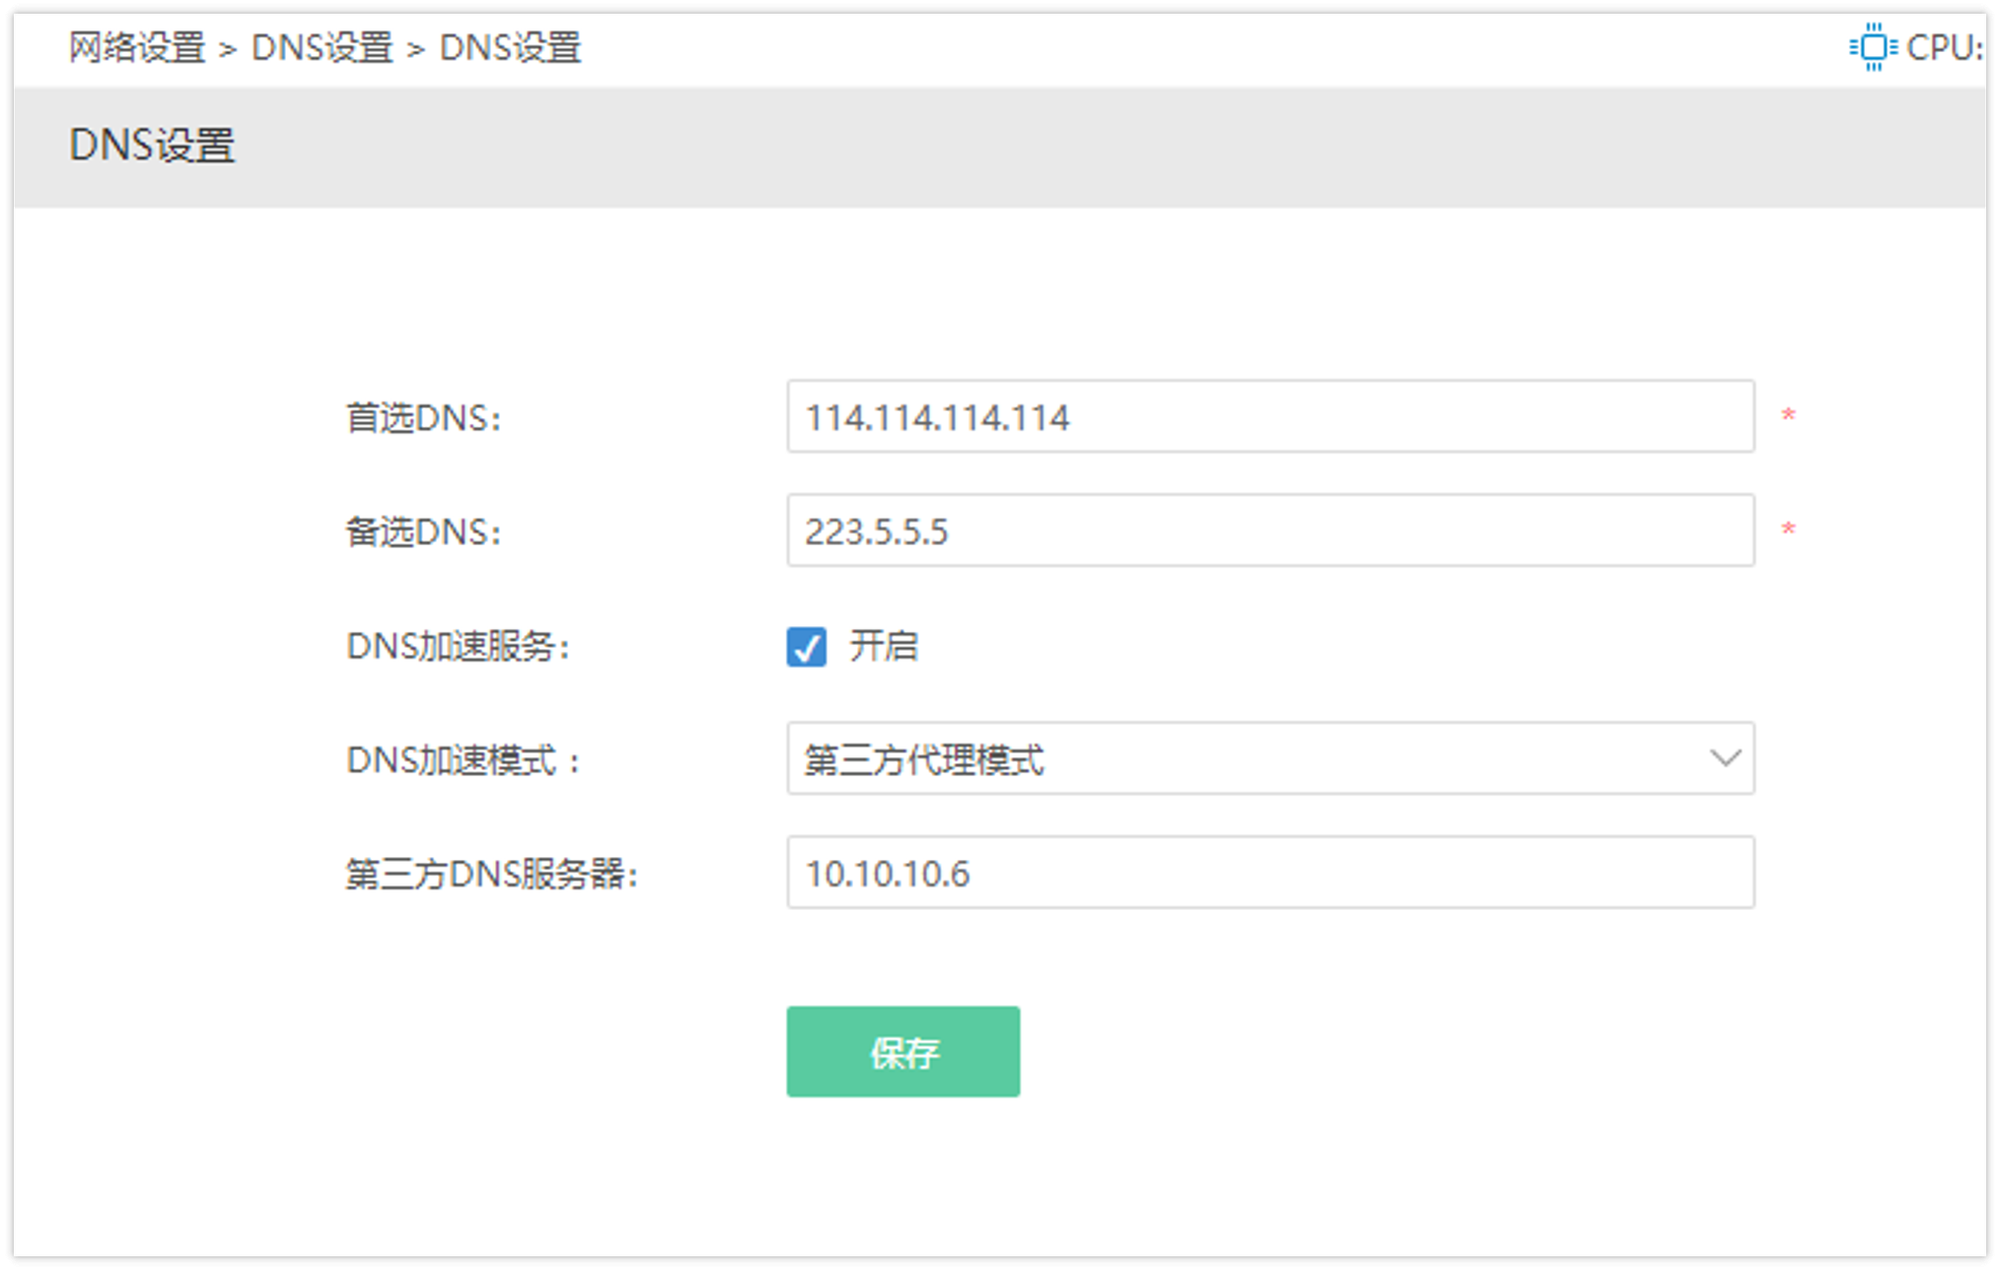 网络设置 > DNS设置 > DNS设置
CPU:
DNS设置
首选DNS: 114.114.114.114 *
备选DNS: 223.5.5.5 *
DNS加速服务: 开启
DNS加速模式 : 第三方代理模式
第三方DNS服务器: 10.10.10.6
保存